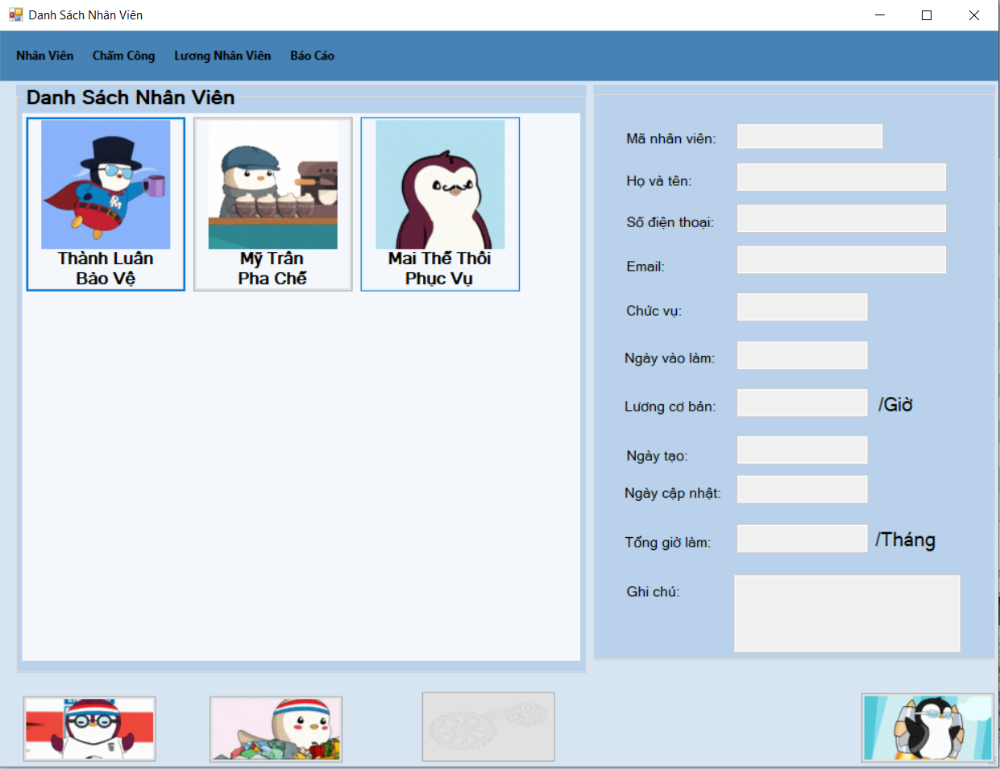 Danh Sách Nhân Viên
Nhân Viên Chấm Công Lương Nhân Viên Báo Cáo
Danh Sách Nhân Viên
Thành Luân
Bảo Vệ
Mỹ Trân
Pha Chế
Mai Thế Thôi
Phục Vụ
Mã nhân viên:
Họ và tên:
Số điện thoại:
Email:
Chức vụ:
Ngày vào làm:
Lương cơ bản: /Giờ
Ngày tạo:
Ngày cập nhật:
Tổng giờ làm: /Tháng
Ghi chú: